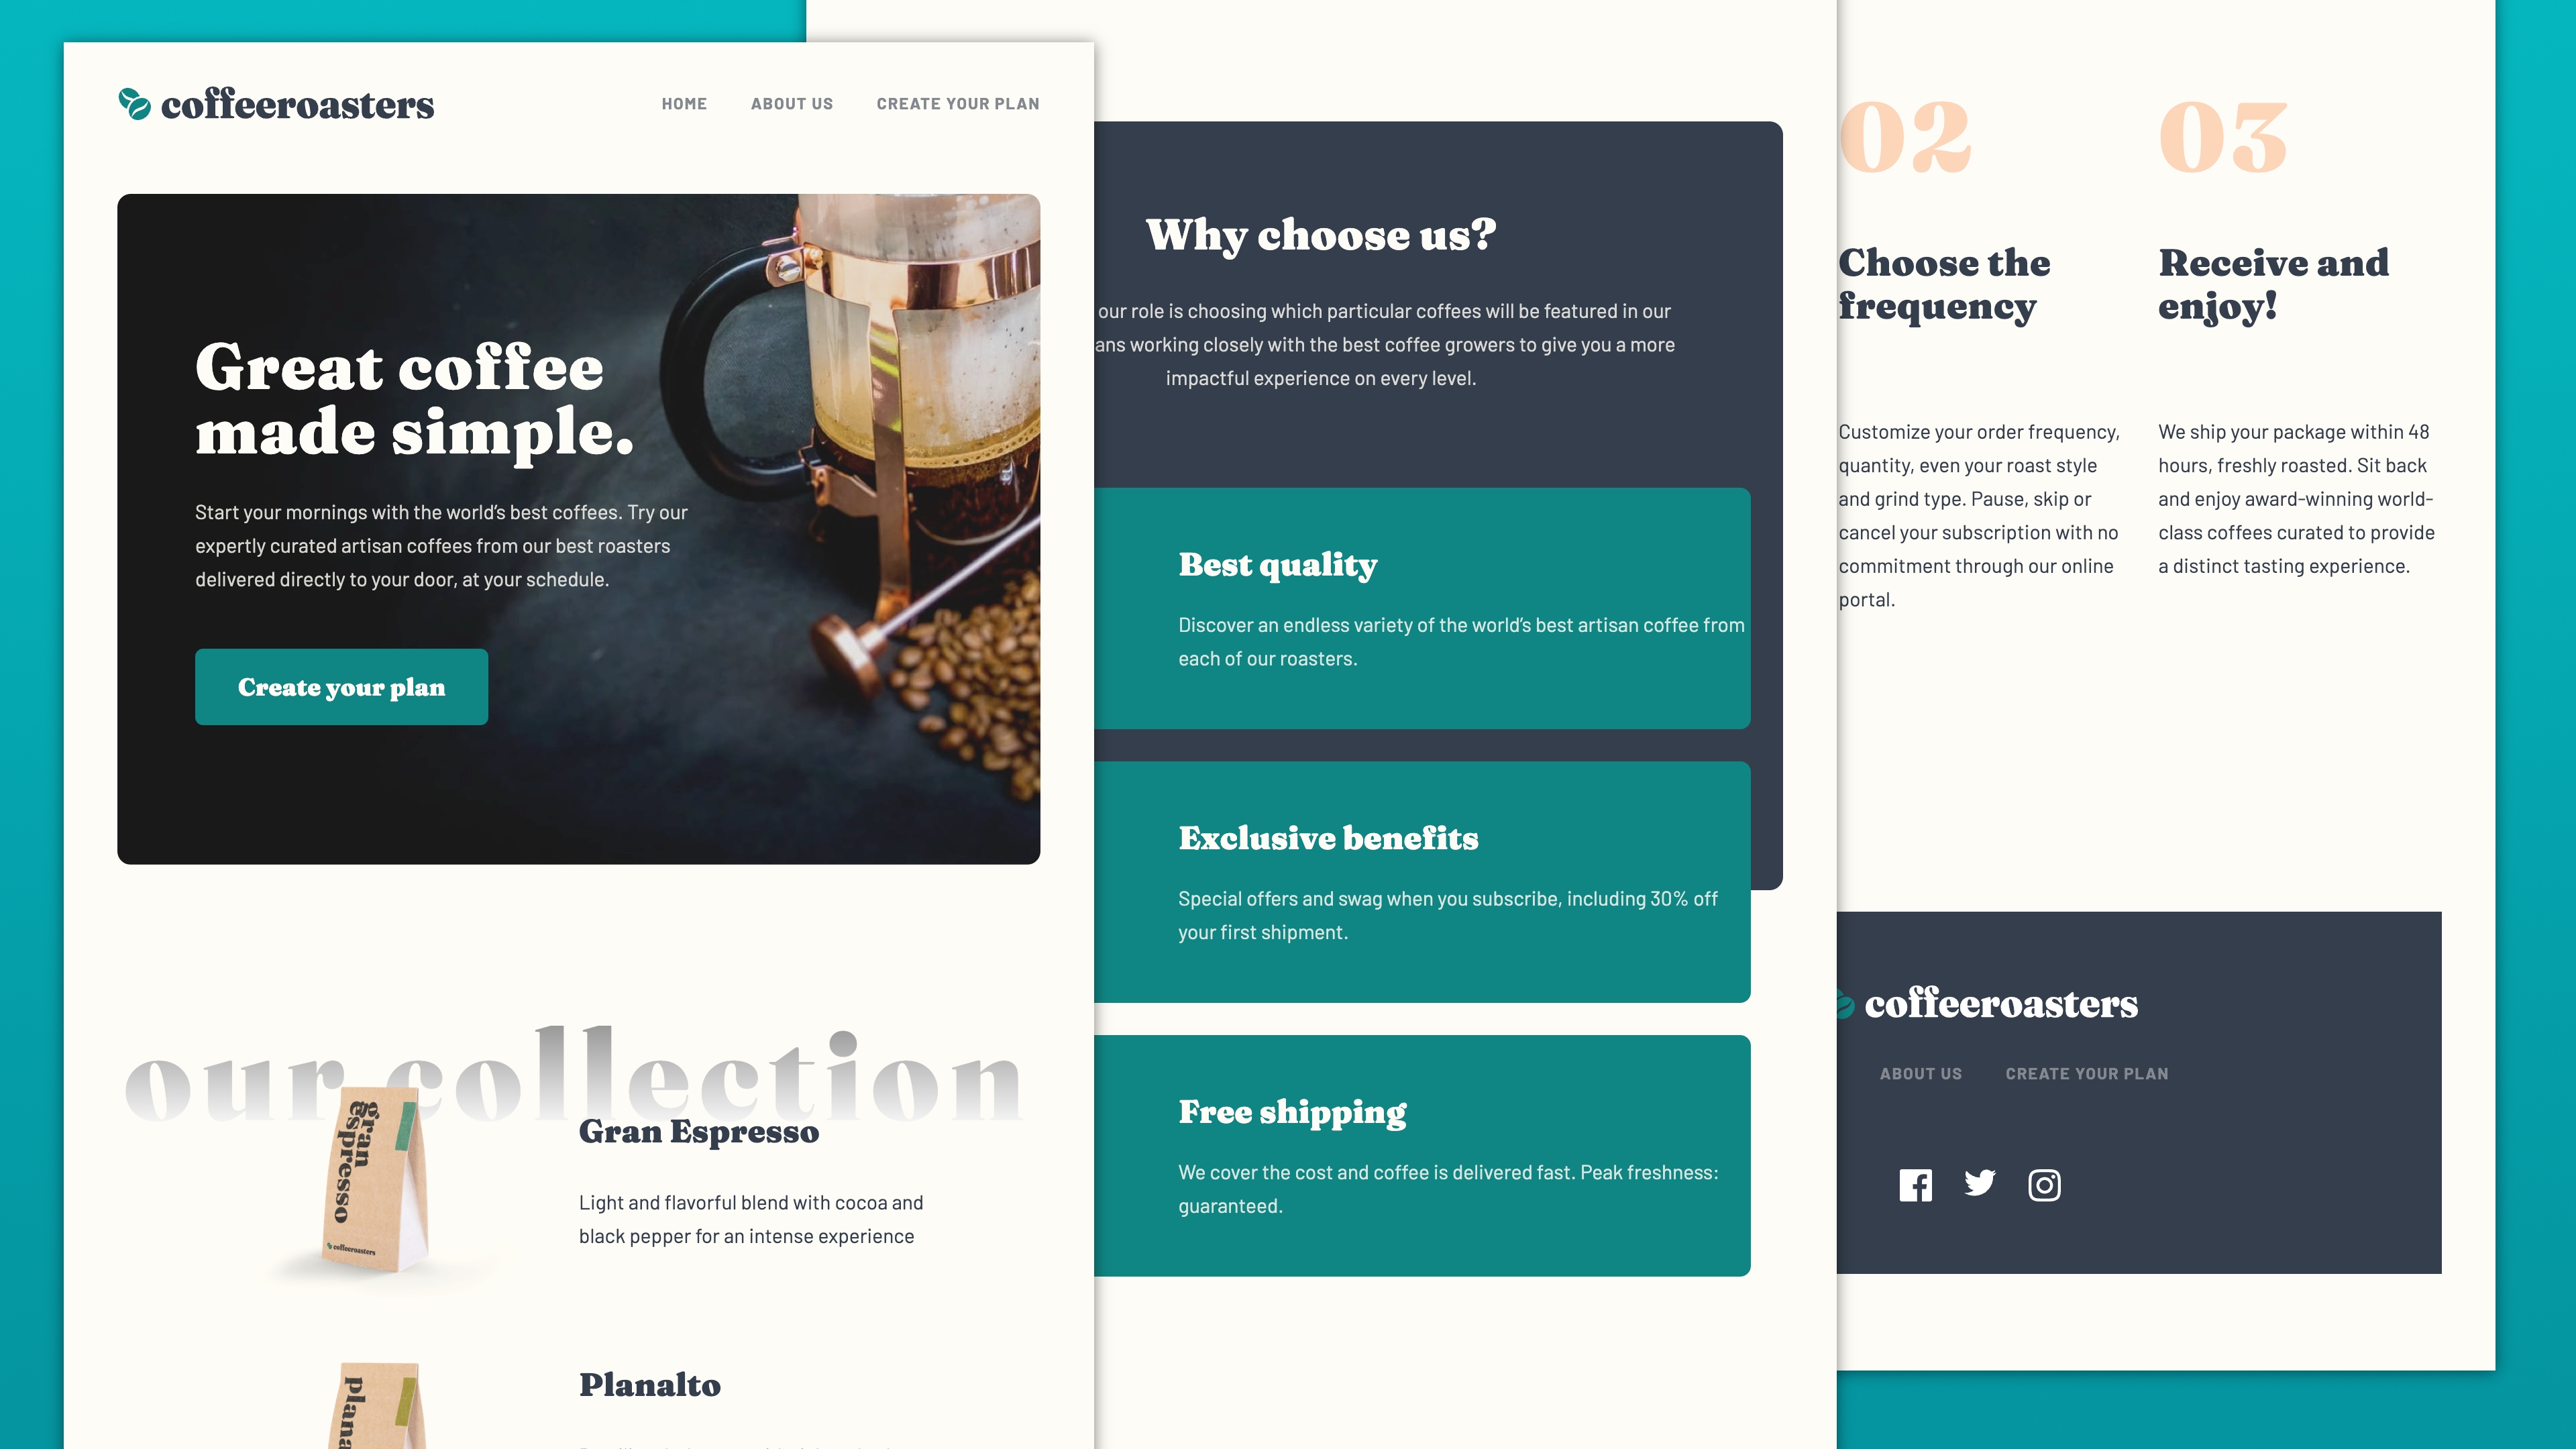 coffeeroasters
HOME ABOUT US CREATE YOUR PLAN
Great coffee
made simple.
Start your mornings with the world’s best coffees. Try our
expertly curated artisan coffees from our best roasters
delivered directly to your door, at your schedule.
Create your plan
our collection
gran
espresso
coffeeroasters
Gran Espresso
Light and flavorful blend with cocoa and
black pepper for an intense experience
Planalto
Why choose us?
our role is choosing which particular coffees will be featured in our
working closely with the best coffee growers to give you a more
impactful experience on every level.
Best quality
Discover an endless variety of the world’s best artisan coffee from
each of our roasters.
Exclusive benefits
Special offers and swag when you subscribe, including 30% off
your first shipment.
Free shipping
We cover the cost and coffee is delivered fast. Peak freshness:
guaranteed.
02
Choose the
frequency
Customize your order frequency,
quantity, even your roast style
and grind type. Pause, skip or
cancel your subscription with no
commitment through our online
portal.
03
Receive and
enjoy!
We ship your package within 48
hours, freshly roasted. Sit back
and enjoy award-winning world-
class coffees curated to provide
a distinct tasting experience.
coffeeroasters
ABOUT US CREATE YOUR PLAN